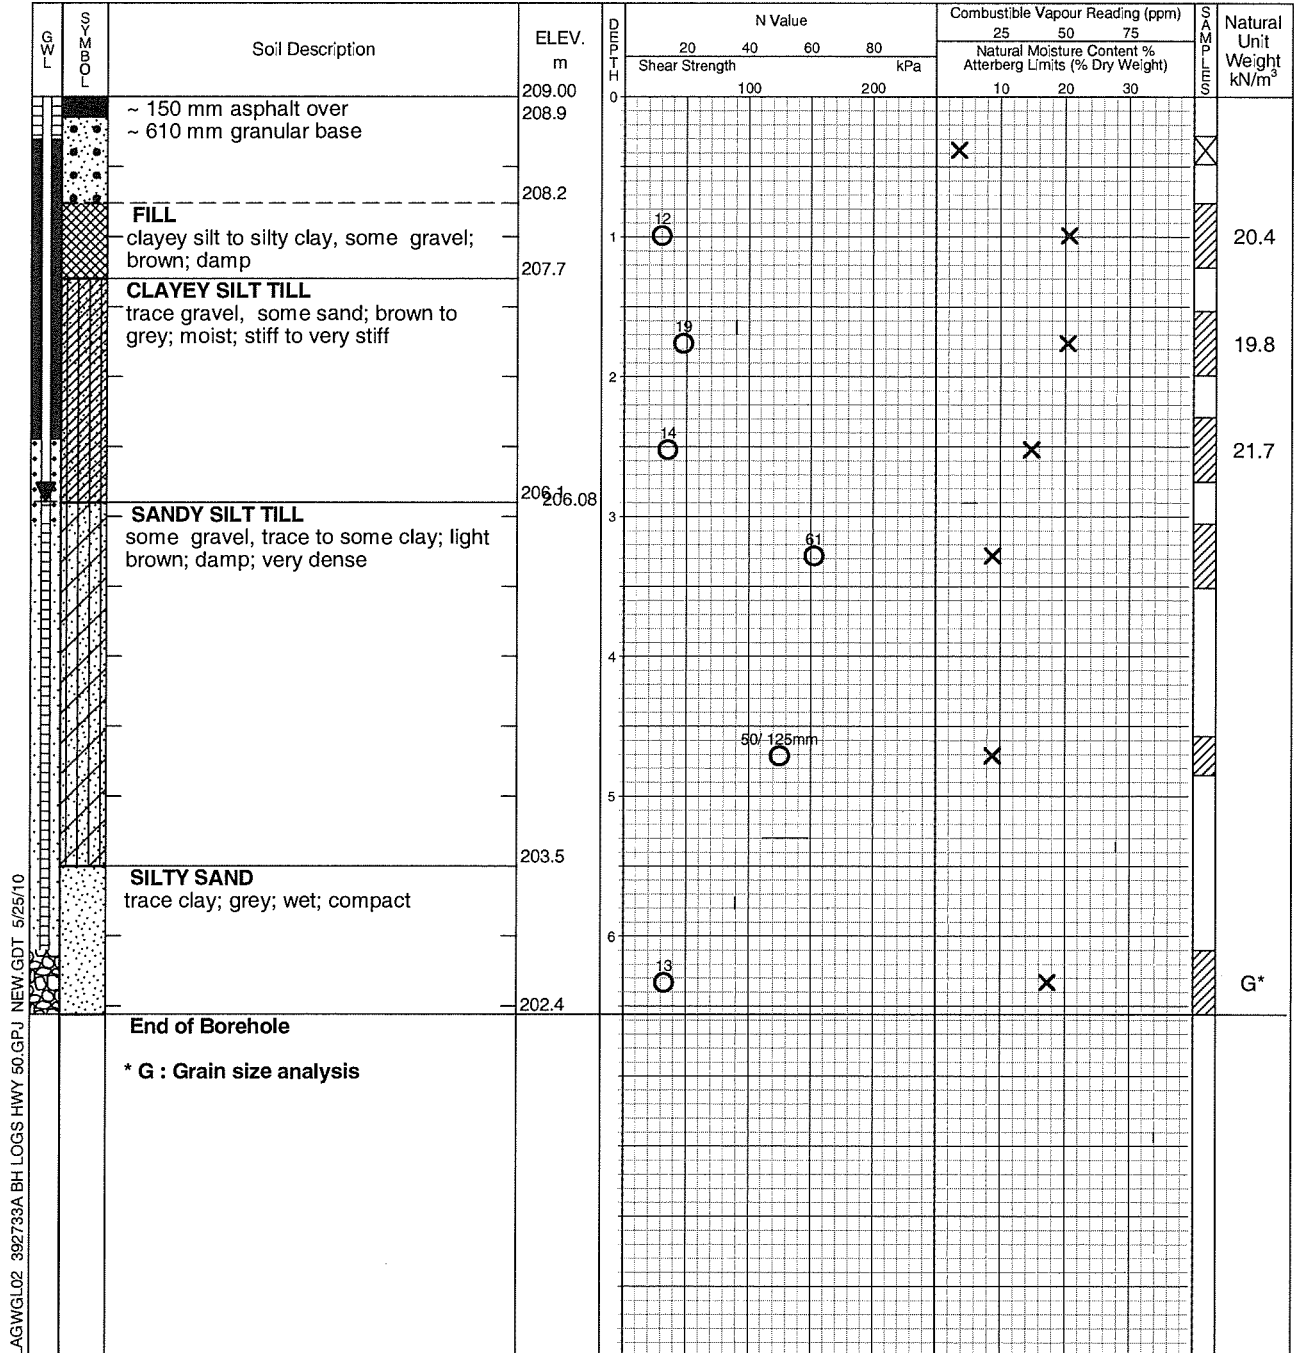 GWL
SYMBOL
Soil Description
ELEV.
m
DEPTH
N Value
20 40 60 80
Shear Strength kPa
100 200
Combustible Vapour Reading (ppm)
25 50 75
Natural Moisture Content %
Atterberg Limits (% Dry Weight)
10 20 30
SAMPLES
Natural
Unit
Weight
kN/m³
209.00
0
~ 150 mm asphalt over
208.9
~ 610 mm granular base
208.2
FILL
clayey silt to silty clay, some gravel;
brown; damp
12
1
20.4
207.7
CLAYEY SILT TILL
trace gravel, some sand; brown to
grey; moist; stiff to very stiff
19
19.8
2
14
21.7
206.1
206.08
SANDY SILT TILL
some gravel, trace to some clay; light
brown; damp; very dense
3
61
4
50/ 125mm
5
203.5
SILTY SAND
trace clay; grey; wet; compact
6
13
G*
202.4
End of Borehole
* G : Grain size analysis
LAGWGL02 392733A BH LOGS HWY 50.GPJ NEW.GDT 5/25/10